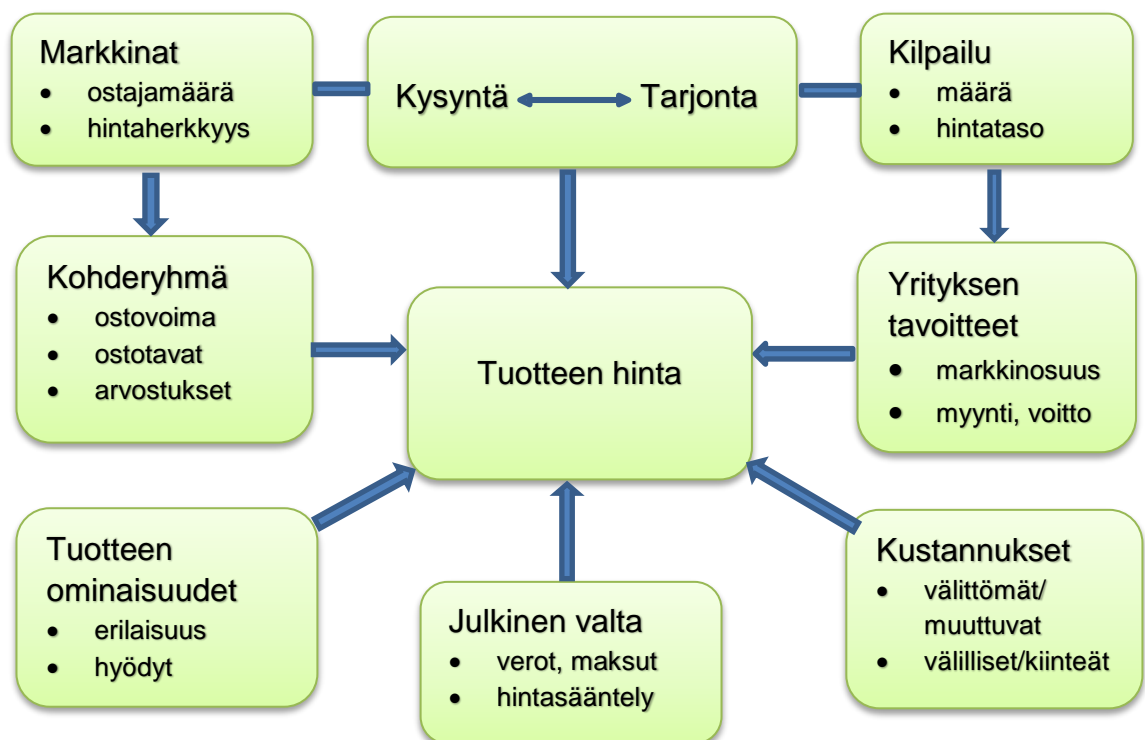 Markkinat
• ostajamäärä
• hintaherkkyys
Kysyntä Tarjonta
Kilpailu
• määrä
• hintataso
Kohderyhmä
• ostovoima
• ostotavat
• arvostukset
Tuotteen hinta
Yrityksen
tavoitteet
• markkinosuus
• myynti, voitto
Tuotteen
ominaisuudet
• erilaisuus
• hyödyt
Julkinen valta
• verot, maksut
• hintasääntely
Kustannukset
• välittömät/
muuttuvat
• välilliset/kiinteät